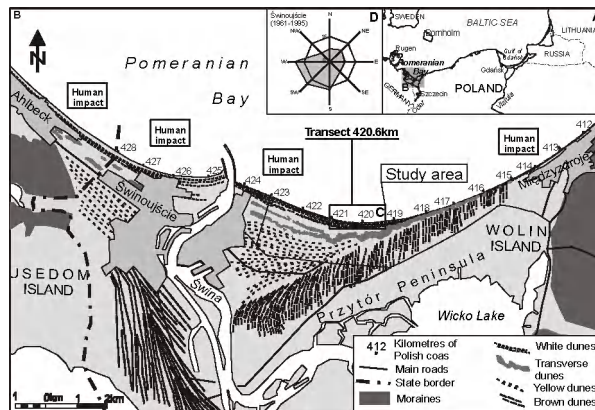 B
Świnoujście
(1961-1995)
D
N
NE
E
SE
S
SW
W
NW
SWEDEN
Bornholm
BALTIC SEA
LITHUANIA
Rugen
Pomeranian
Bay
Gulf of
Gdańsk
RUSSIA
Gdańsk
B
Szczecin
POLAND
GERMANY
Oder
Vistula
N
Pomeranian
Bay
Ahlbeck
Human
impact
428
427
Human
impact
426
425
Świnoujście
Human
impact
424
423
422
Transect 420.6km
421
420
C
419
Study area
418
417
416
415
Human
impact
414
413
412
Międzyzdroje
WOLIN
ISLAND
USEDOM
ISLAND
Świna
Przytór Peninsula
Wicko Lake
412
Kilometres of
Polish coas
Main roads
State border
Moraines
White dunes
Transverse
dunes
Yellow dunes
Brown dunes
1
0km
1
2km